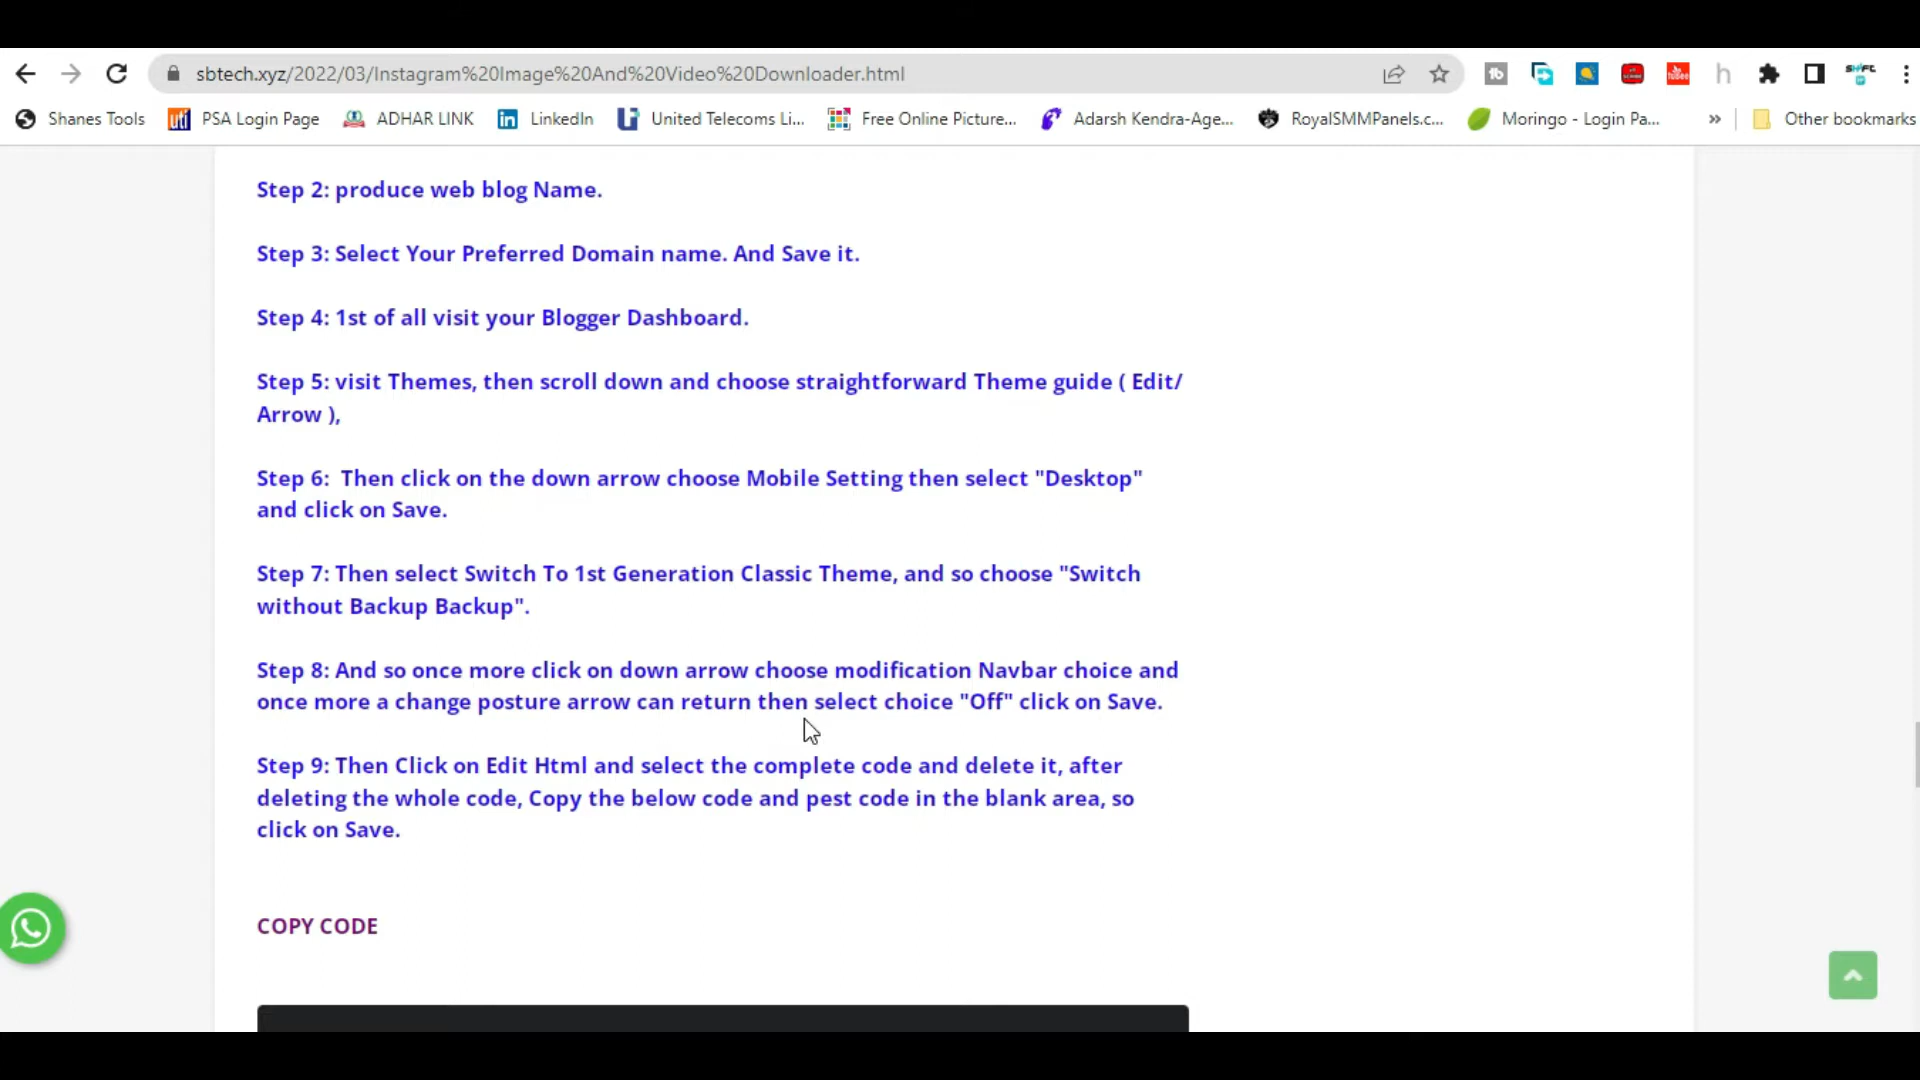 sbtech.xyz/2022/03/Instagram%20Image%20And%20Video%20Downloader.html
Shanes Tools
PSA Login Page
ADHAR LINK
LinkedIn
United Telecoms Li...
Free Online Picture...
Adarsh Kendra-Age...
RoyalSMMPanels.c...
Moringo - Login Pa...
»
Other bookmarks
Step 2: produce web blog Name.
Step 3: Select Your Preferred Domain name. And Save it.
Step 4: 1st of all visit your Blogger Dashboard.
Step 5: visit Themes, then scroll down and choose straightforward Theme guide ( Edit/
Arrow ),
Step 6:  Then click on the down arrow choose Mobile Setting then select "Desktop"
and click on Save.
Step 7: Then select Switch To 1st Generation Classic Theme, and so choose "Switch
without Backup Backup".
Step 8: And so once more click on down arrow choose modification Navbar choice and
once more a change posture arrow can return then select choice "Off" click on Save.
Step 9: Then Click on Edit Html and select the complete code and delete it, after
deleting the whole code, Copy the below code and pest code in the blank area, so
click on Save.
COPY CODE